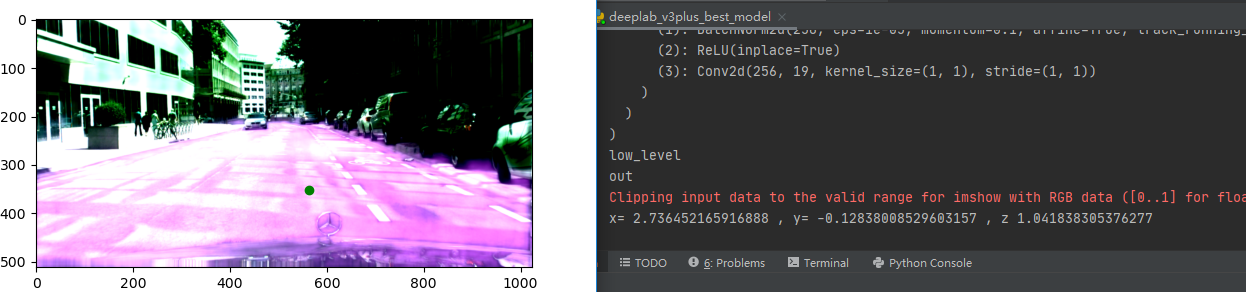 0
100
200
300
400
500
0 200 400 600 800 1000
deeplab_v3plus_best_model
(1): BatchNorm2d(256, eps=1e-05, momentum=0.1, affine=True, track_running_
(2): ReLU(inplace=True)
(3): Conv2d(256, 19, kernel_size=(1, 1), stride=(1, 1))
)
)
)
low_level
out
Clipping input data to the valid range for imshow with RGB data ([0..1] for floa
x= 2.736452165916888 , y= -0.12838008529603157 , z 1.041838305376277
TODO 6: Problems Terminal Python Console